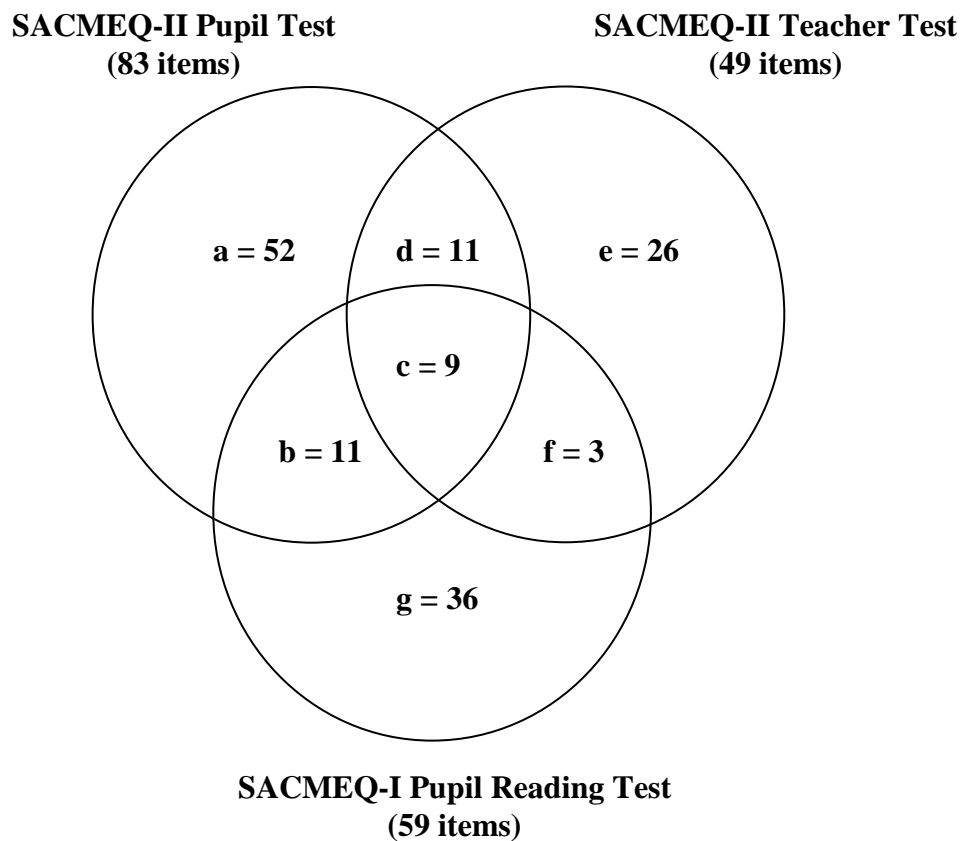 SACMEQ-II Pupil Test
(83 items)
SACMEQ-II Teacher Test
(49 items)
a = 52
d = 11
e = 26
c = 9
b = 11
f = 3
g = 36
SACMEQ-I Pupil Reading Test
(59 items)